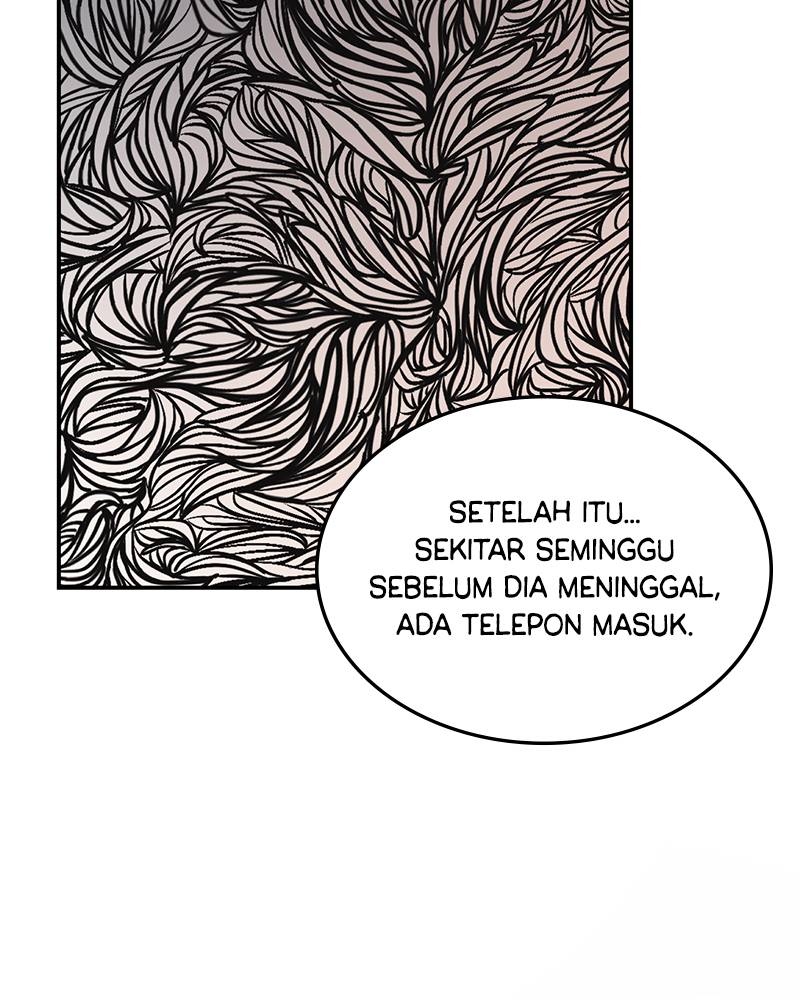 SETELAH ITU...
SEKITAR SEMINGGU
SEBELUM DIA MENINGGAL,
ADA TELEPON MASUK.